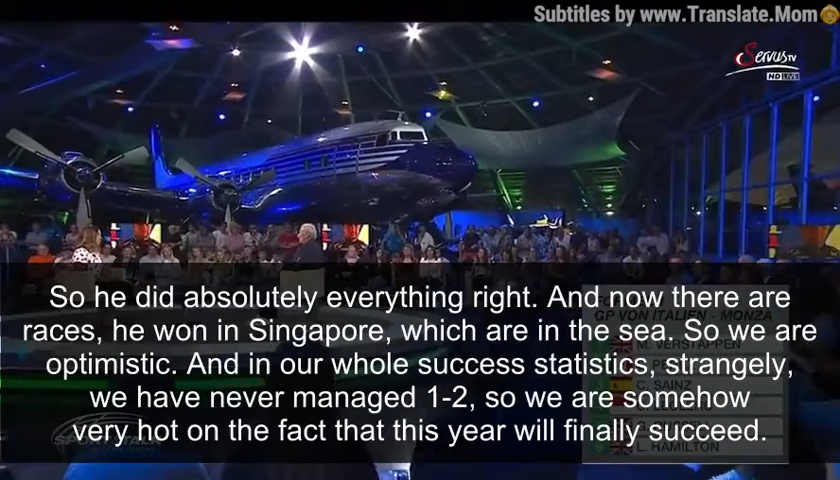 Subtitles by www.Translate.Mom
ServusTV
HD LIVE
So he did absolutely everything right. And now there are
races, he won in Singapore, which are in the sea. So we are
optimistic. And in our whole success statistics, strangely,
we have never managed 1-2, so we are somehow
very hot on the fact that this year will finally succeed.
GP VON ITALIEN - MONZA
M. VERSTAPPEN
C. SAINZ
L. HAMILTON